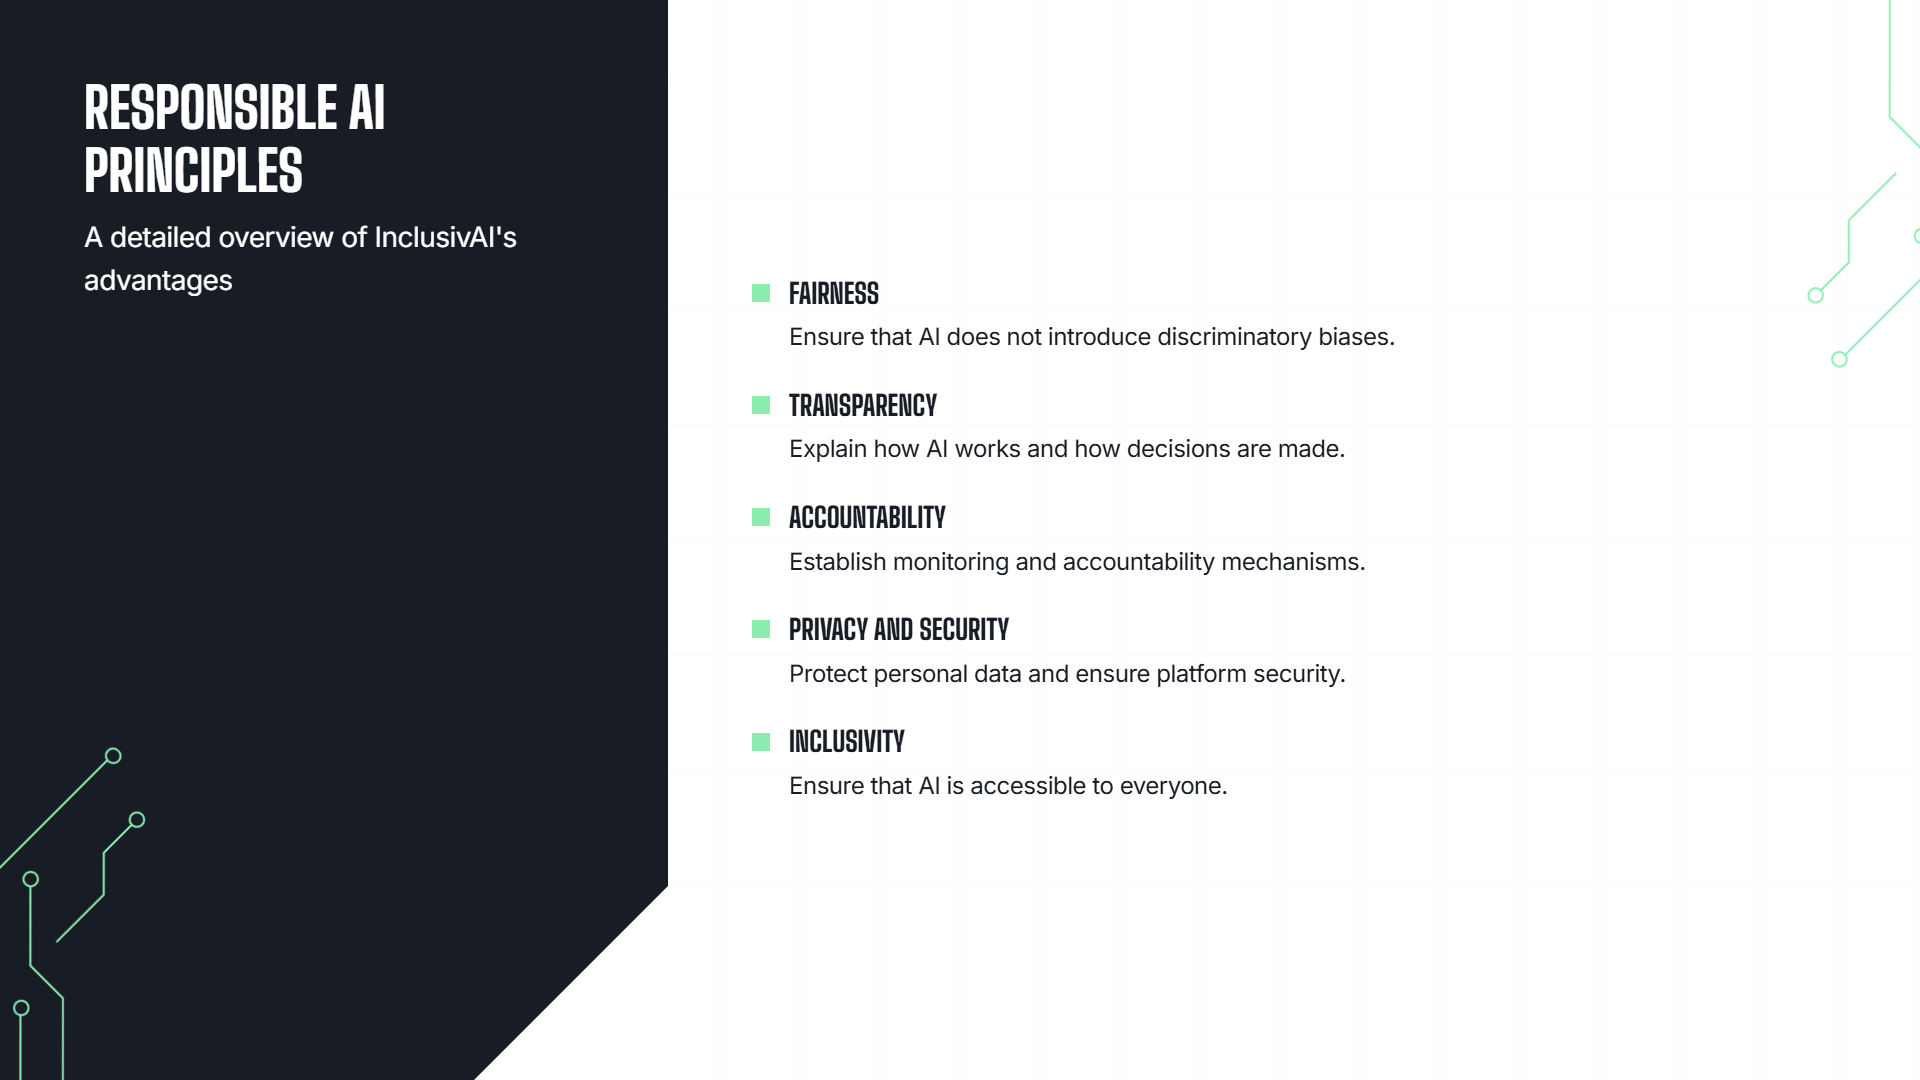 RESPONSIBLE AI
PRINCIPLES
A detailed overview of InclusivAI's
advantages
FAIRNESS
Ensure that AI does not introduce discriminatory biases.
TRANSPARENCY
Explain how AI works and how decisions are made.
ACCOUNTABILITY
Establish monitoring and accountability mechanisms.
PRIVACY AND SECURITY
Protect personal data and ensure platform security.
INCLUSIVITY
Ensure that AI is accessible to everyone.